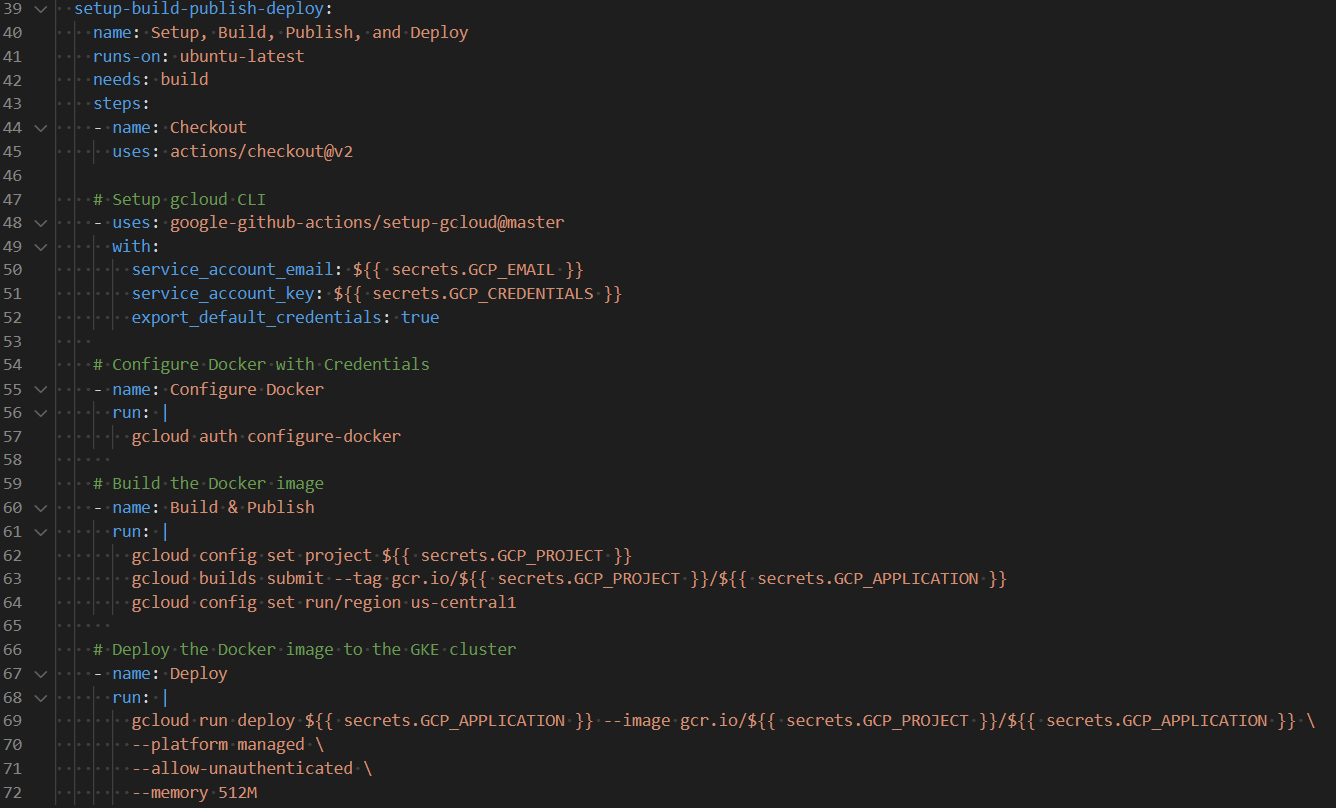 39 setup-build-publish-deploy:
40 name: Setup, Build, Publish, and Deploy
41 runs-on: ubuntu-latest
42 needs: build
43 steps:
44 - name: Checkout
45 uses: actions/checkout@v2
46
47 # Setup gcloud CLI
48 - uses: google-github-actions/setup-gcloud@master
49 with:
50 service_account_email: ${{ secrets.GCP_EMAIL }}
51 service_account_key: ${{ secrets.GCP_CREDENTIALS }}
52 export_default_credentials: true
53
54 # Configure Docker with Credentials
55 - name: Configure Docker
56 run: |
57 gcloud auth configure-docker
58
59 # Build the Docker image
60 - name: Build & Publish
61 run: |
62 gcloud config set project ${{ secrets.GCP_PROJECT }}
63 gcloud builds submit --tag gcr.io/${{ secrets.GCP_PROJECT }}/${{ secrets.GCP_APPLICATION }}
64 gcloud config set run/region us-central1
65
66 # Deploy the Docker image to the GKE cluster
67 - name: Deploy
68 run: |
69 gcloud run deploy ${{ secrets.GCP_APPLICATION }} --image gcr.io/${{ secrets.GCP_PROJECT }}/${{ secrets.GCP_APPLICATION }} \
70 --platform managed \
71 --allow-unauthenticated \
72 --memory 512M